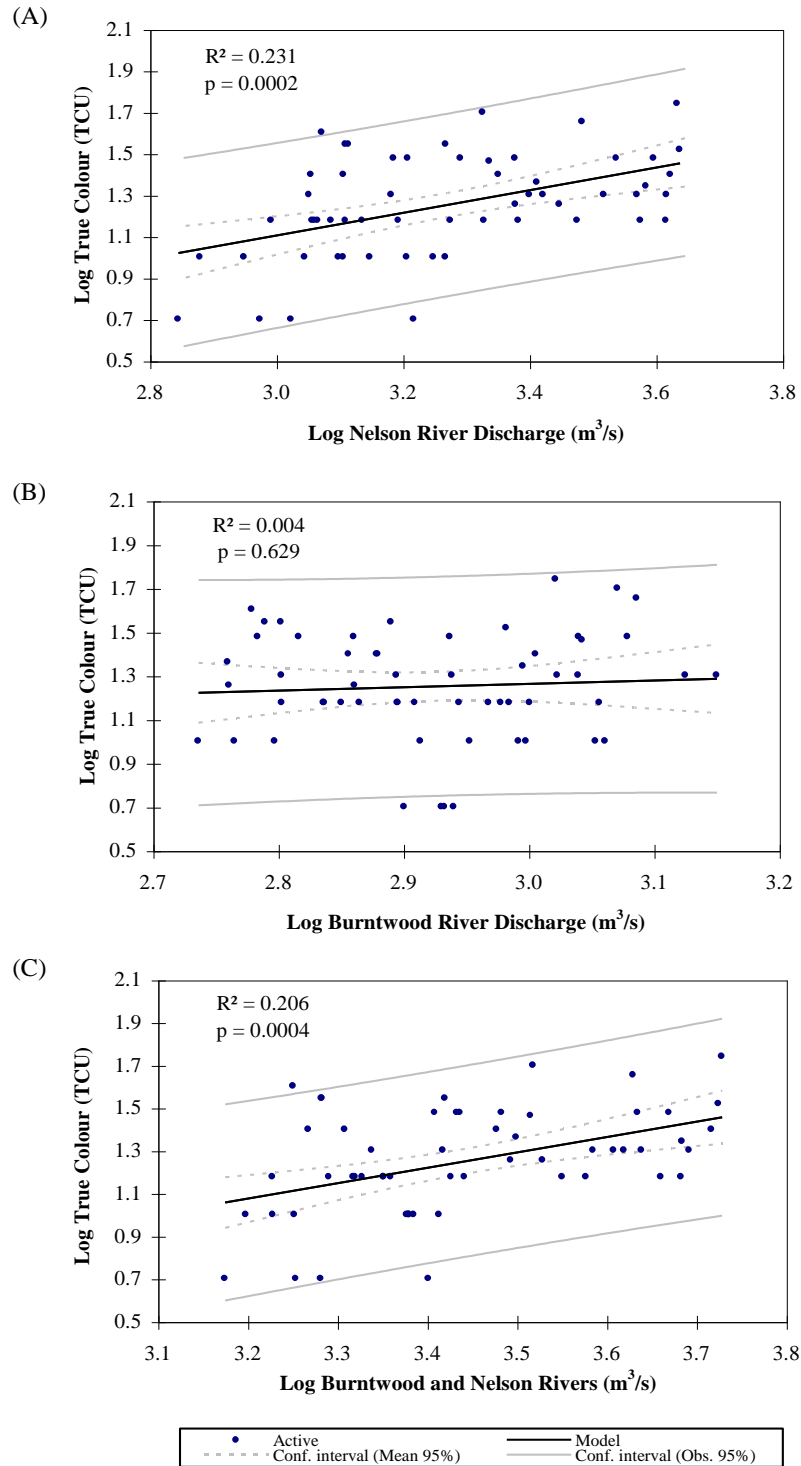 (A)
R² = 0.231
p = 0.0002
2.1
1.9
1.7
1.5
1.3
1.1
0.9
0.7
0.5
Log True Colour (TCU)
2.8 3.0 3.2 3.4 3.6 3.8
Log Nelson River Discharge (m³/s)
(B)
R² = 0.004
p = 0.629
2.1
1.9
1.7
1.5
1.3
1.1
0.9
0.7
0.5
Log True Colour (TCU)
2.7 2.8 2.9 3.0 3.1 3.2
Log Burntwood River Discharge (m³/s)
(C)
R² = 0.206
p = 0.0004
2.1
1.9
1.7
1.5
1.3
1.1
0.9
0.7
0.5
Log True Colour (TCU)
3.1 3.2 3.3 3.4 3.5 3.6 3.7 3.8
Log Burntwood and Nelson Rivers (m³/s)
Active Model
Conf. interval (Mean 95%) Conf. interval (Obs. 95%)